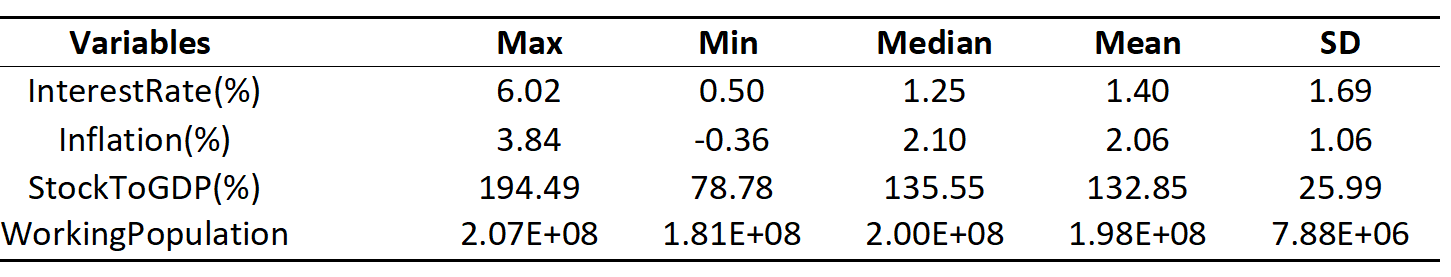 Variables Max Min Median Mean SD
InterestRate(%) 6.02 0.50 1.25 1.40 1.69
Inflation(%) 3.84 -0.36 2.10 2.06 1.06
StockToGDP(%) 194.49 78.78 135.55 132.85 25.99
WorkingPopulation 2.07E+08 1.81E+08 2.00E+08 1.98E+08 7.88E+06